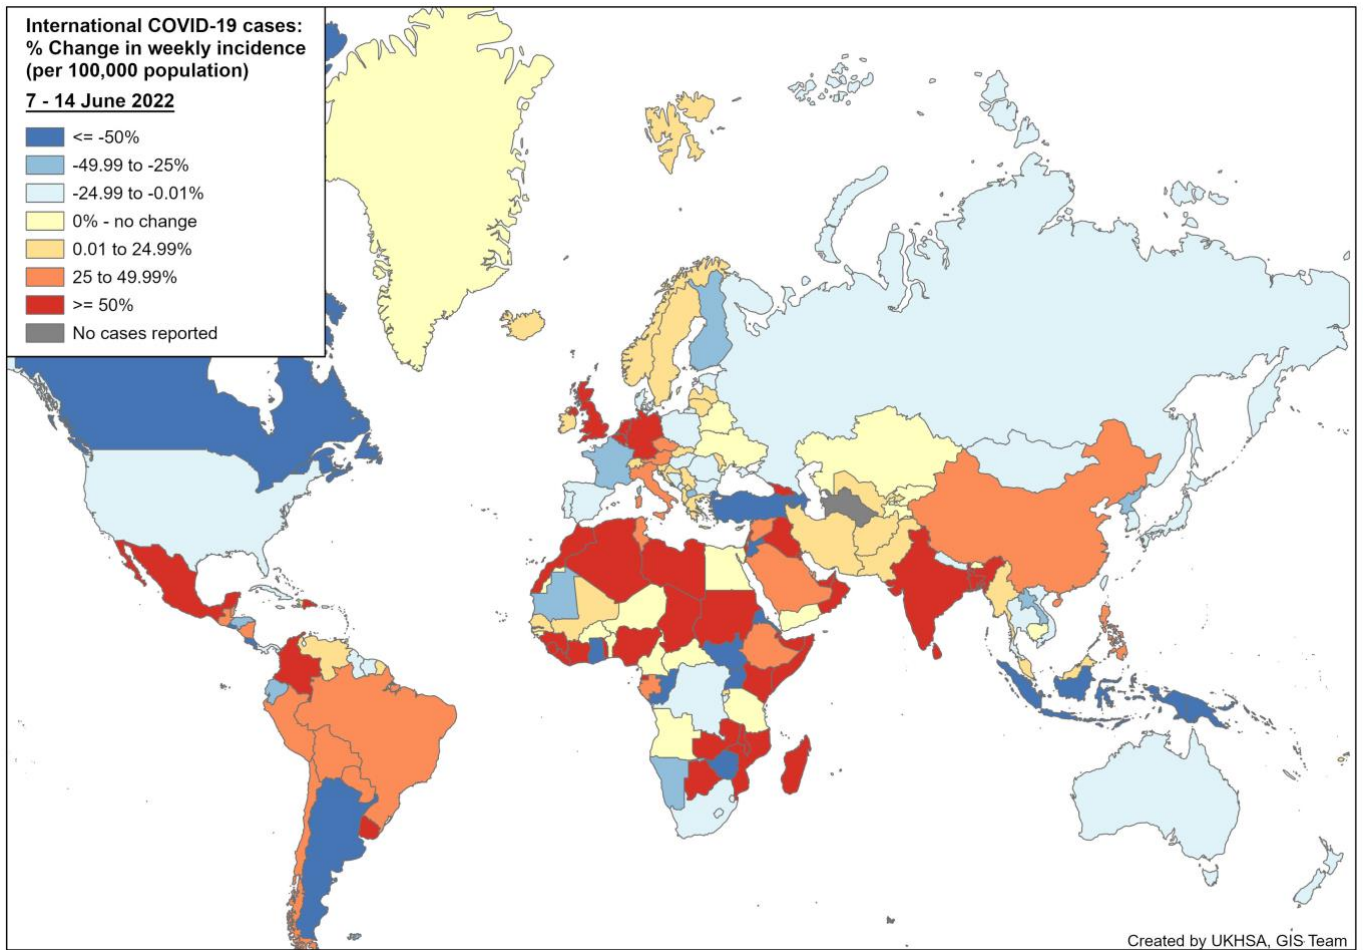 International COVID-19 cases:
% Change in weekly incidence
(per 100,000 population)
7 - 14 June 2022
<= -50%
-49.99 to -25%
-24.99 to -0.01%
0% - no change
0.01 to 24.99%
25 to 49.99%
>= 50%
No cases reported
Created by UKHSA, GIS Team